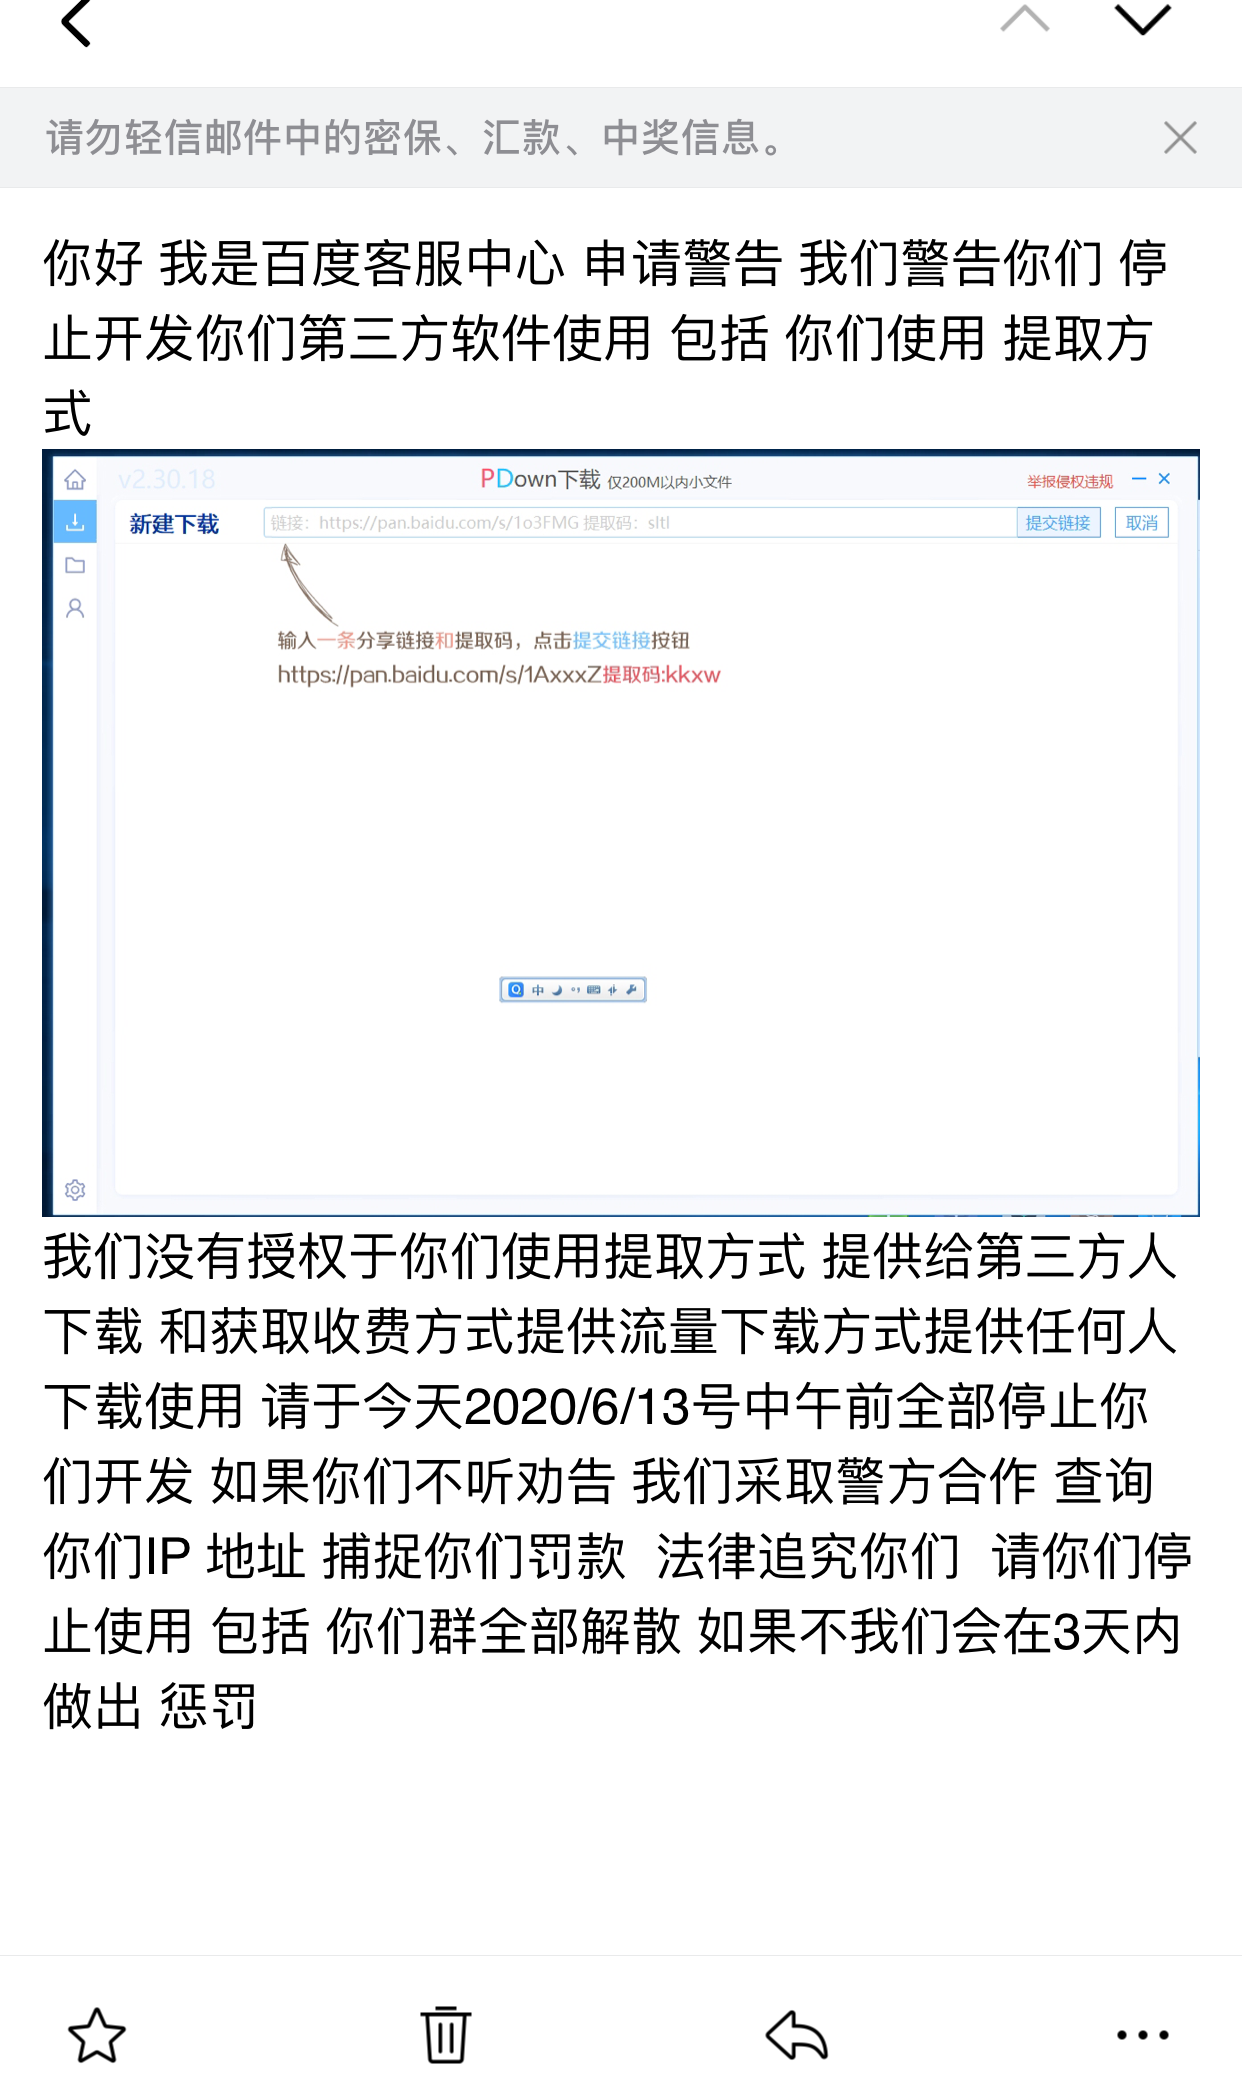 请勿轻信邮件中的密保、汇款、中奖信息。
你好 我是百度客服中心 申请警告 我们警告你们 停
止开发你们第三方软件使用 包括 你们使用 提取方
式
v2.30.18
PDown下载 仅200M以内小文件
举报侵权违规
新建下载
链接：https://pan.baidu.com/s/1o3FMG 提取码：sltl
提交链接
取消
输入一条分享链接和提取码，点击提交链接按钮
https://pan.baidu.com/s/1AxxxZ提取码:kkxw
中
我们没有授权于你们使用提取方式 提供给第三方人
下载 和获取收费方式提供流量下载方式提供任何人
下载使用 请于今天2020/6/13号中午前全部停止你
们开发 如果你们不听劝告 我们采取警方合作 查询
你们IP 地址 捕捉你们罚款 法律追究你们 请你们停
止使用 包括 你们群全部解散 如果不我们会在3天内
做出 惩罚